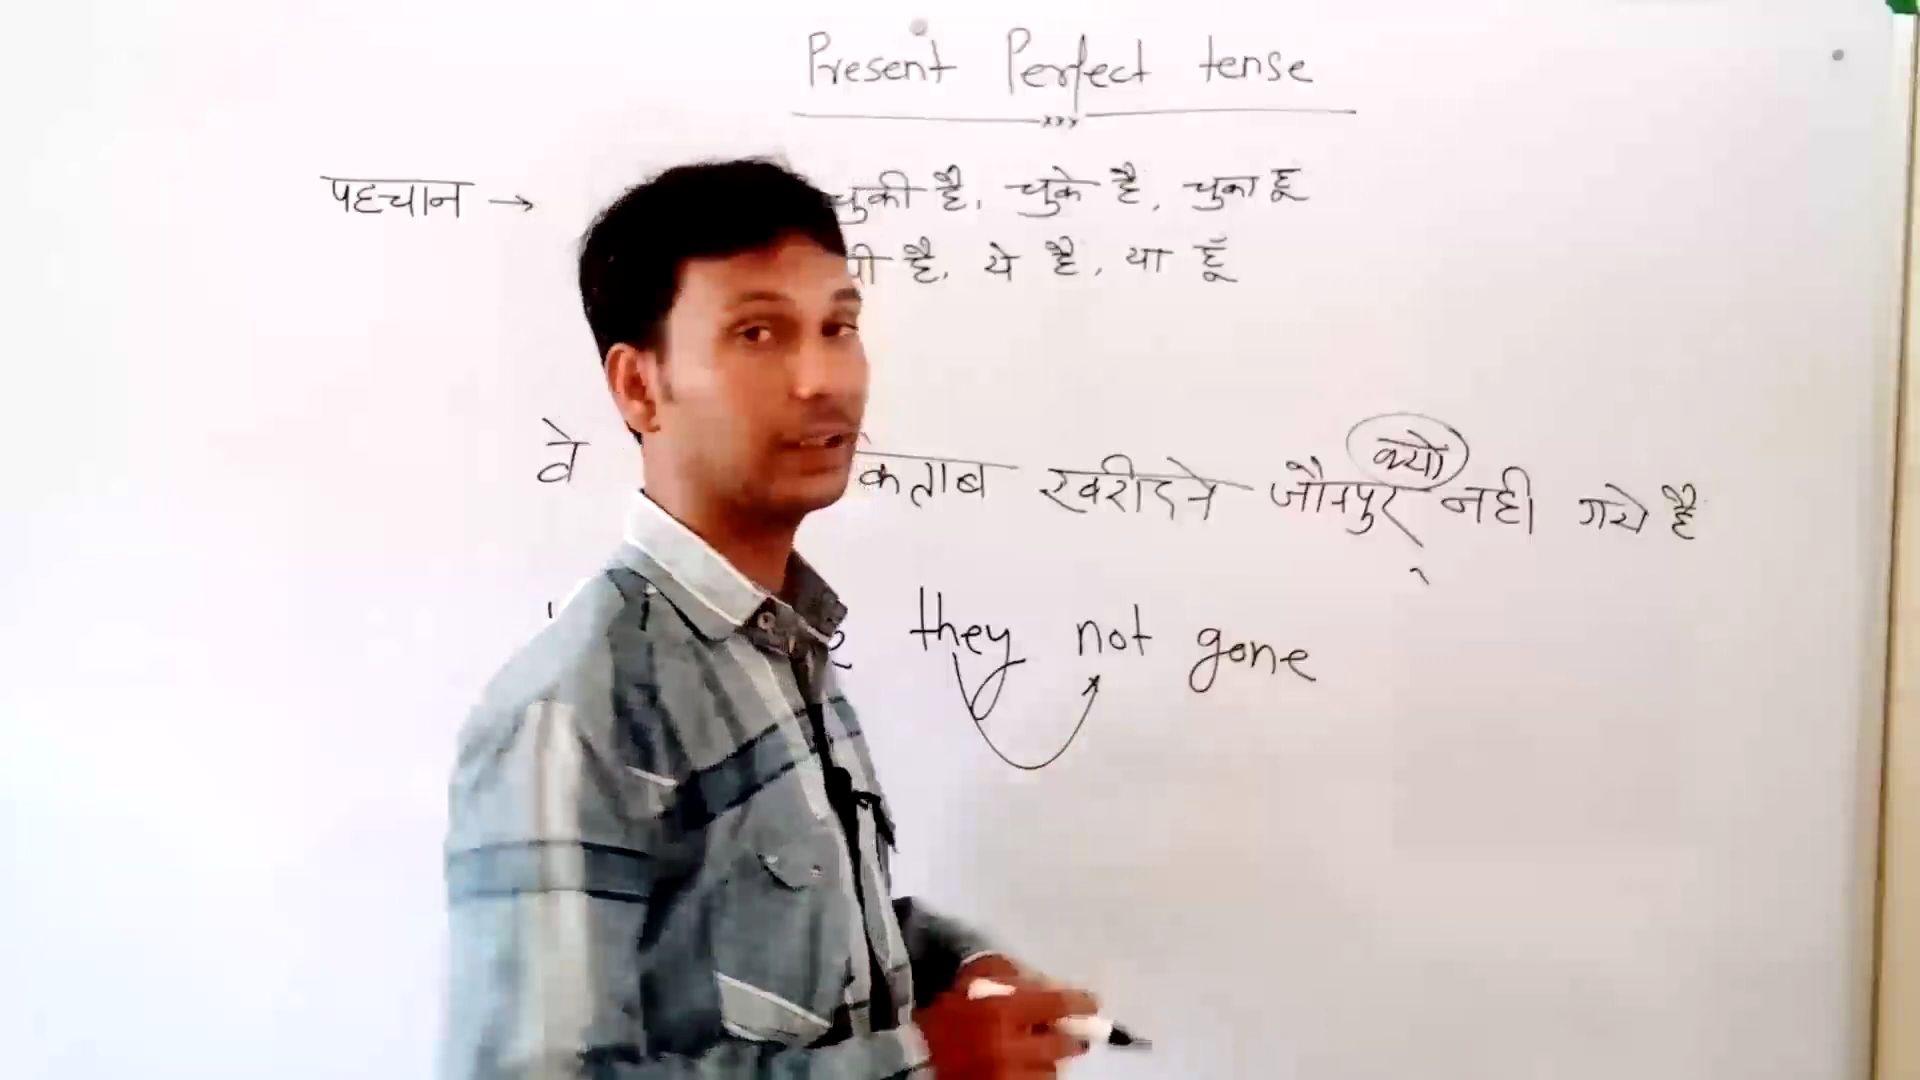 Present Perfect tense
पहचान → चुकी है, चुके है, चुका हू
है, ये है, या हूँ
वे खरीदने जौनपुर क्यों नही गये है
they not gone